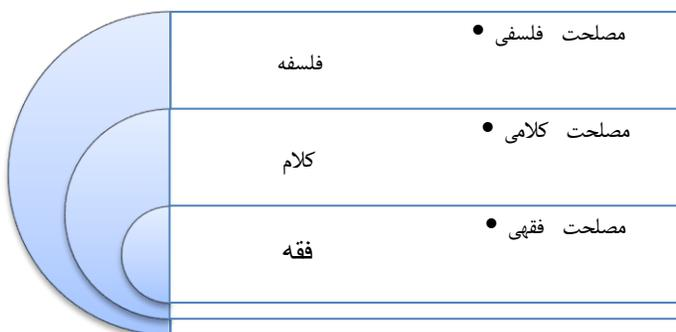 مصلحت فلسفی •
فلسفه
مصلحت کلامی •
کلام
مصلحت فقهی •
فقه